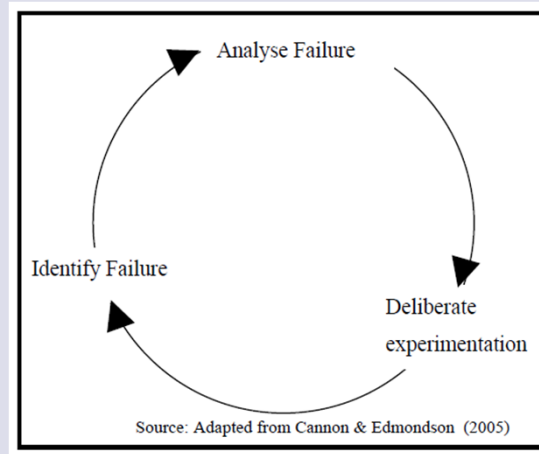 Analyse Failure
Identify Failure
Deliberate
experimentation
Source: Adapted from Cannon & Edmondson (2005)